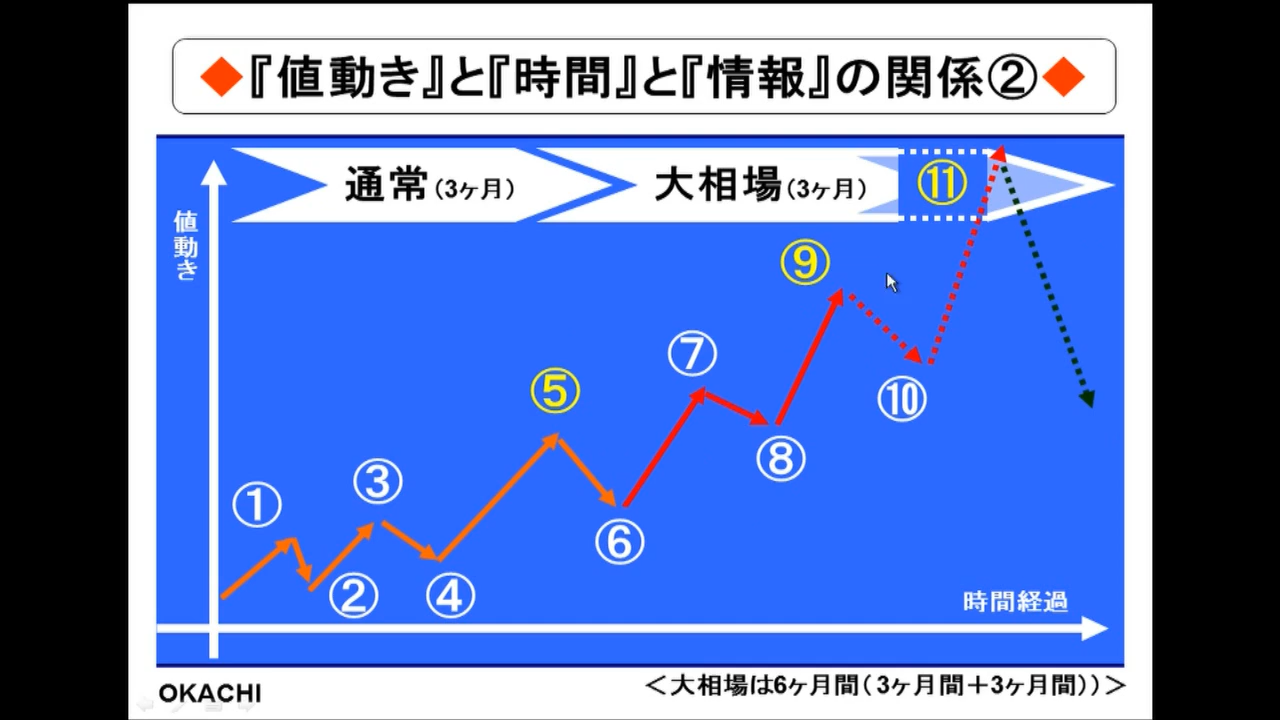 ◆『値動き』と『時間』と『情報』の関係②◆
通常(3ヶ月)
大相場(3ヶ月)
⑪
値動き
⑨
⑦
⑤
⑩
⑧
③
①
⑥
②
④
時間経過
OKACHI
＜大相場は6ヶ月間(3ヶ月間＋3ヶ月間))＞